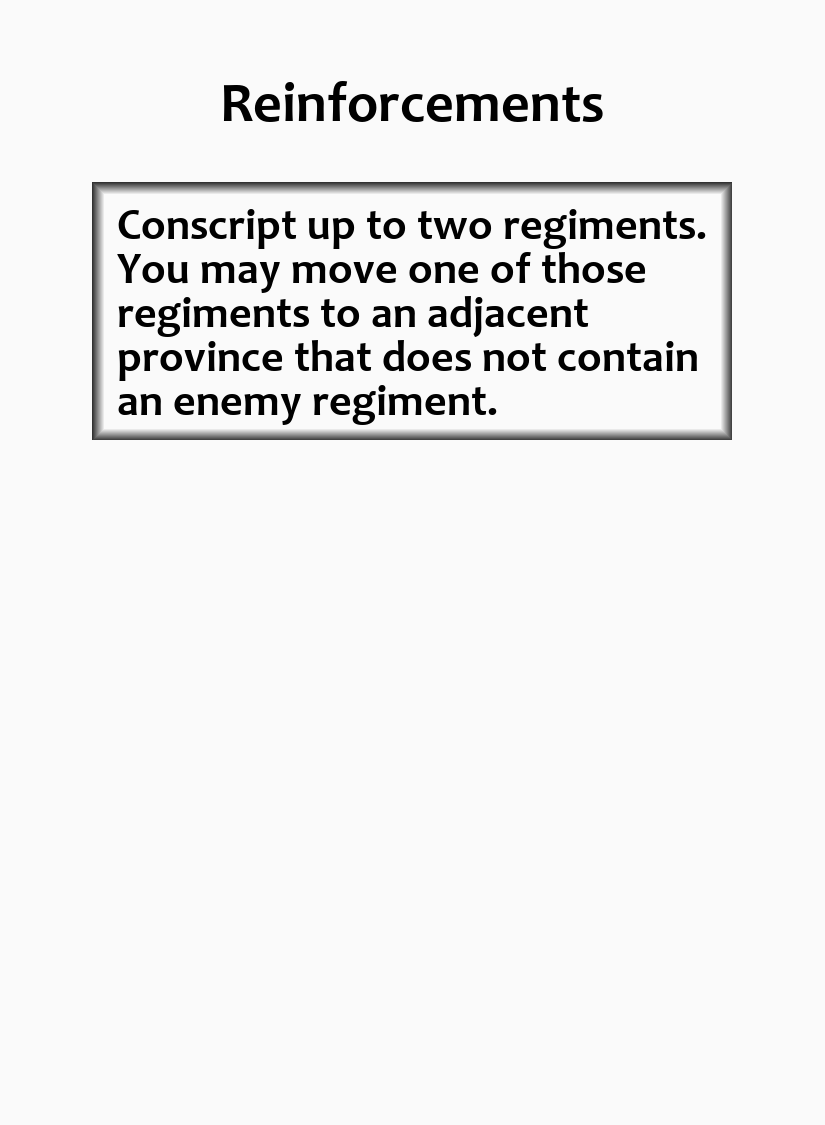 Reinforcements
Conscript up to two regiments.
You may move one of those
regiments to an adjacent
province that does not contain
an enemy regiment.